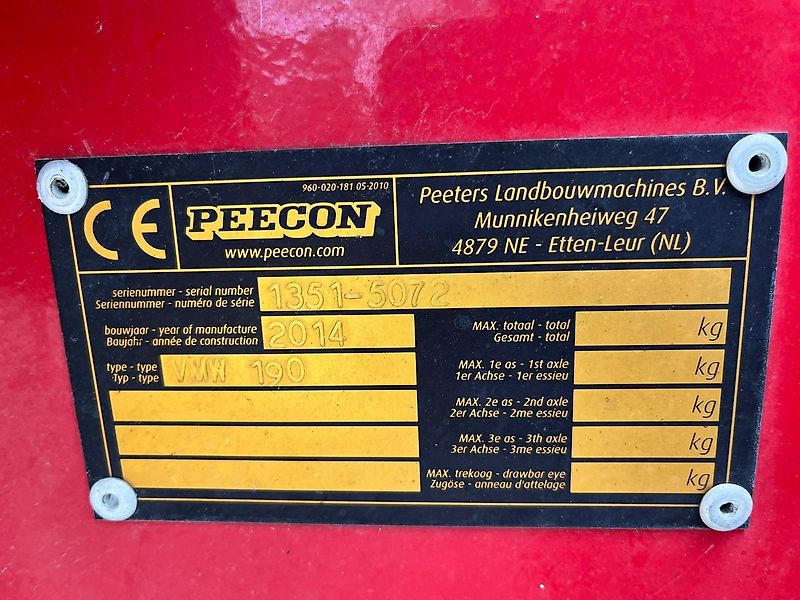 960-020-181 05-2010
CE
PEECON
www.peecon.com
Peeters Landbouwmachines B.V.
Munnikenheiweg 47
4879 NE - Etten-Leur (NL)
serienummer - serial number
Seriennummer - numéro de série
1351-5072
bouwjaar - year of manufacture
Baujahr - année de construction
2014
type - type
Typ - type
VMW 190
MAX. totaal - total
Gesamt - total
kg
MAX. 1e as - 1st axle
1er Achse - 1er essieu
kg
MAX. 2e as - 2nd axle
2er Achse - 2me essieu
kg
MAX. 3e as - 3th axle
3er Achse - 3me essieu
kg
MAX. trekoog - drawbar eye
Zugöse - anneau d'attelage
kg